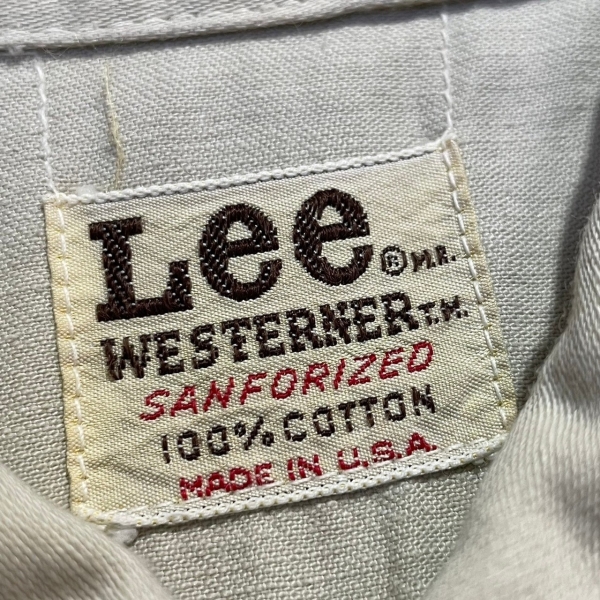 Lee ® M.R.
WESTERNER T.M.
SANFORIZED
100% COTTON
MADE IN U.S.A.